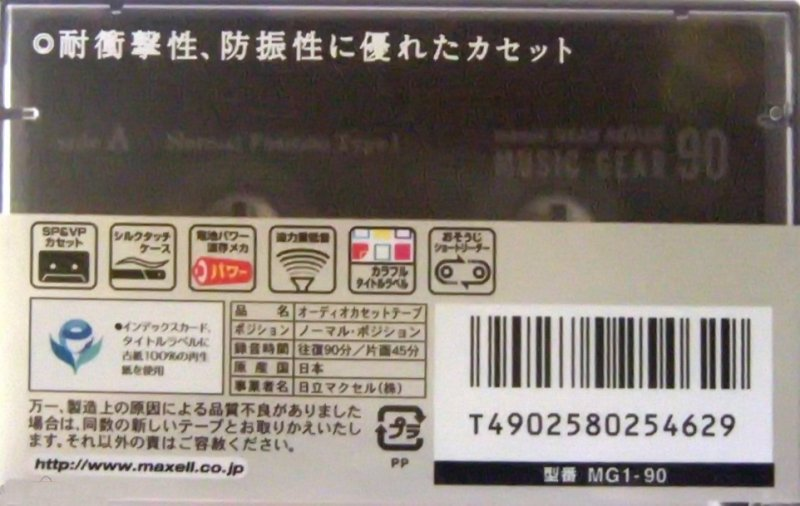 ◎耐衝撃性、防振性に優れたカセット
side A Normal Position Type I
MUSIC GEAR 90
SP&VP
カセット
シルクタッチ
ケース
電池パワー
温存メカ
パワー
迫力重低音
カラフル
タイトルラベル
おそうじ
ショートリーダー
●インデックスカード、
タイトルラベルに
古紙100%の再生
紙を使用
品名 オーディオカセットテープ
ポジション ノーマル・ポジション
録音時間 往復90分/片面45分
原産国 日本
事業者名 日立マクセル(株)
万一、製造上の原因による品質不良がありました
場合は、同数の新しいテープとお取りかえいたし
ます。それ以外の責はご容赦ください。
http://www.maxell.co.jp
プラ
PP
T4902580254629
型番 MG1-90